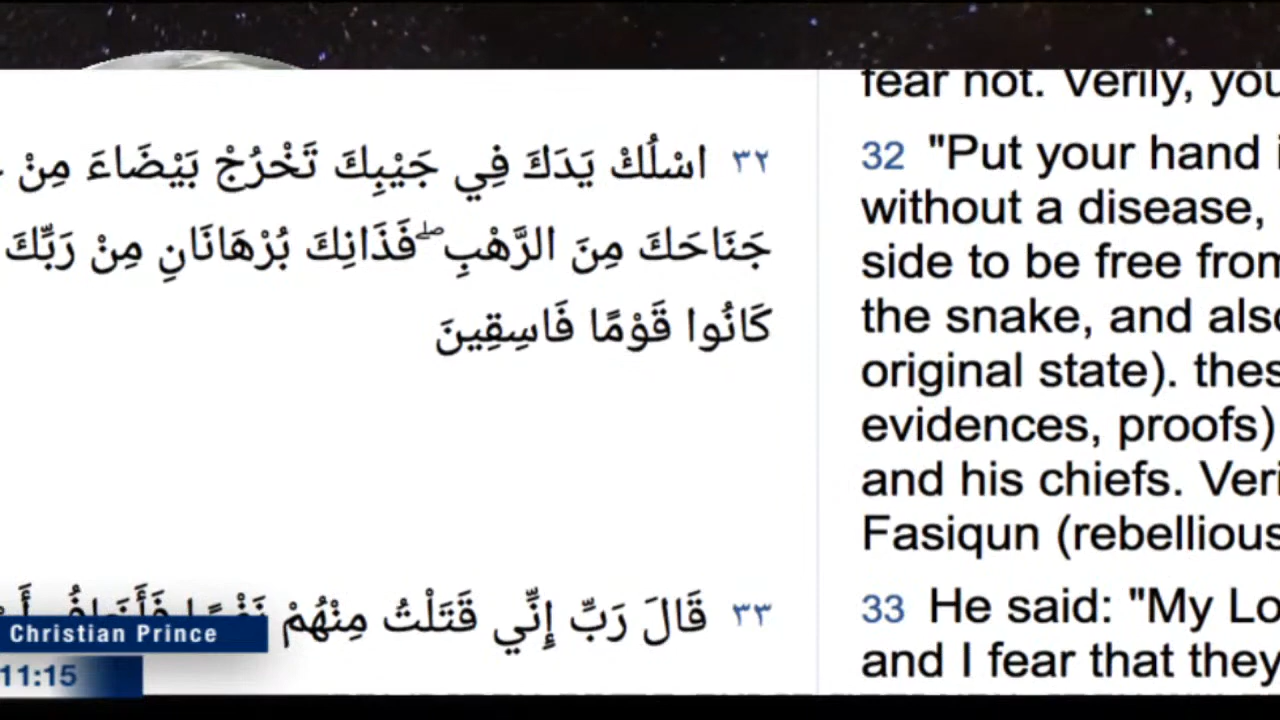 ٣٢ اسْلُكْ يَدَكَ فِي جَيْبِكَ تَخْرُجْ بَيْضَاءَ مِنْ
جَنَاحَكَ مِنَ الرَّهْبِ ۖ فَذَانِكَ بُرْهَانَانِ مِنْ رَبِّكَ
كَانُوا قَوْمًا فَاسِقِينَ
٣٣ قَالَ رَبِّ إِنِّي قَتَلْتُ مِنْهُمْ
fear not. Verily, you
32 "Put your hand i
without a disease,
side to be free from
the snake, and also
original state). thes
evidences, proofs)
and his chiefs. Veri
Fasiqun (rebellious
33 He said: "My Lo
and I fear that they
Christian Prince
11:15